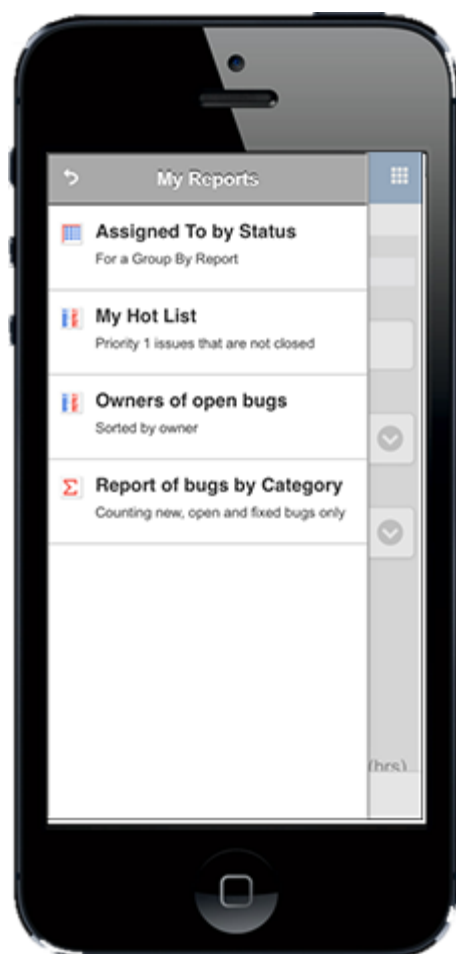 My Reports
Assigned To by Status
For a Group By Report
My Hot List
Priority 1 issues that are not closed
Owners of open bugs
Sorted by owner
Report of bugs by Category
Counting new, open and fixed bugs only
(hrs)